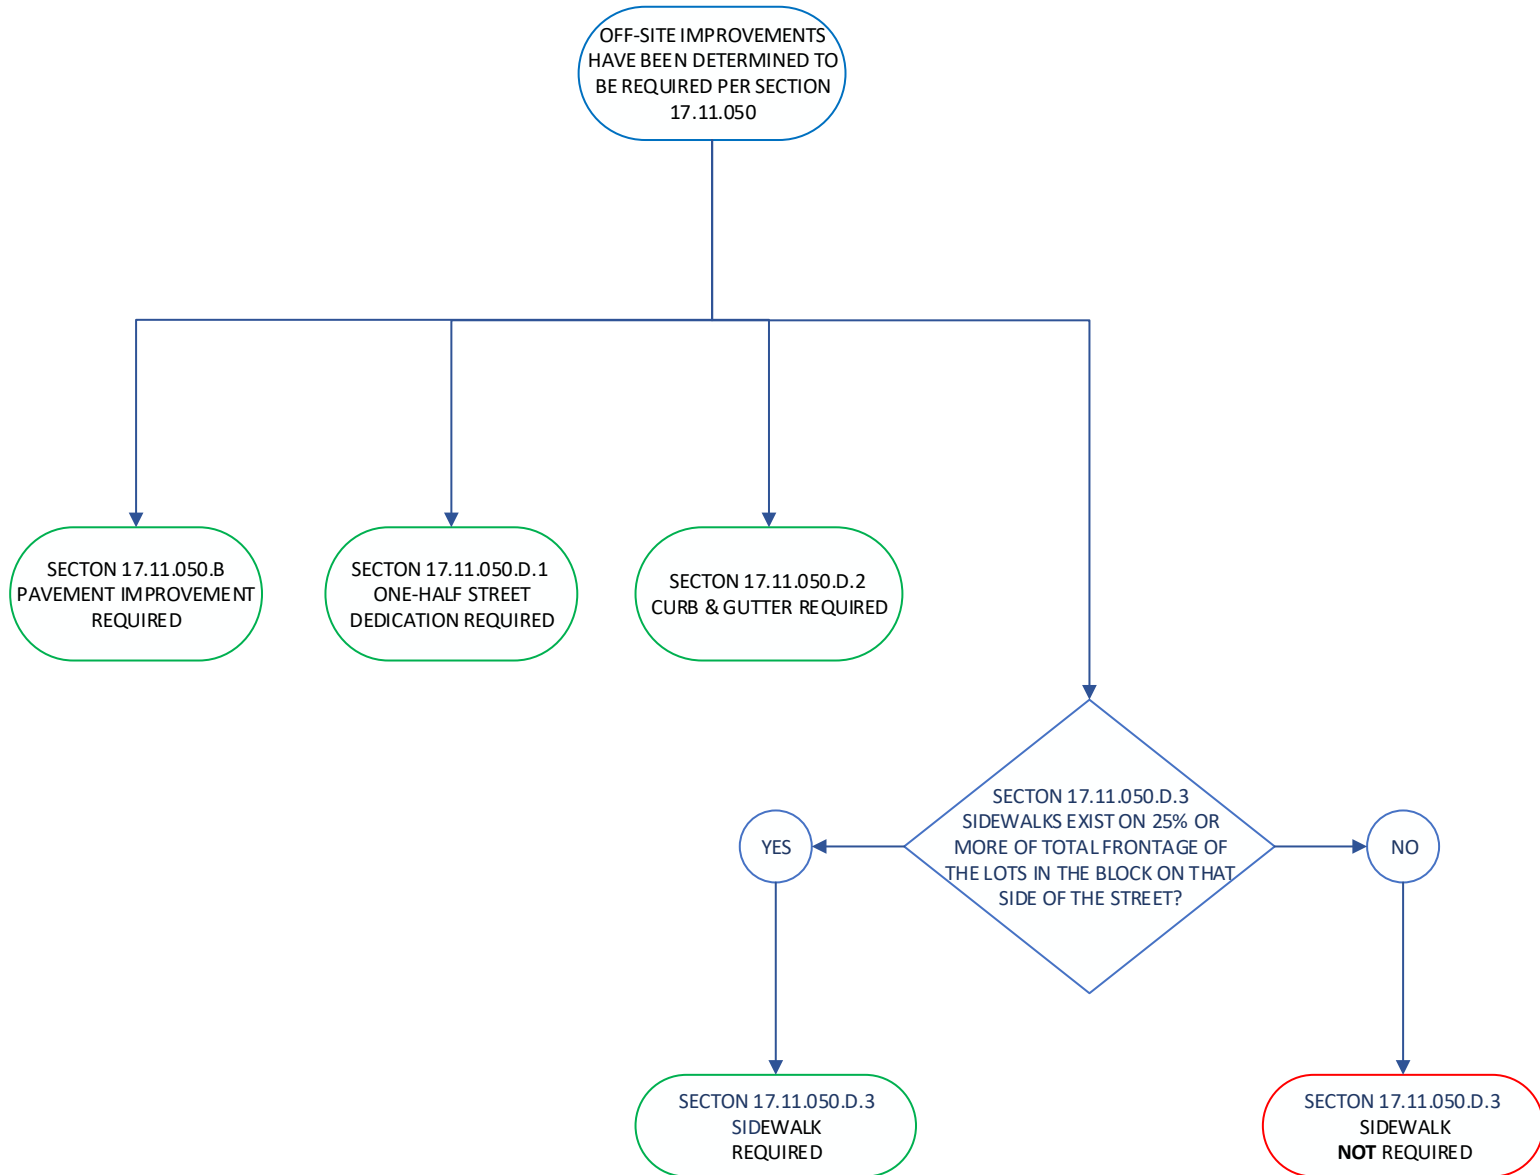 OFF-SITE IMPROVEMENTS
HAVE BEEN DETERMINED TO
BE REQUIRED PER SECTION
17.11.050
SECTON 17.11.050.B
PAVEMENT IMPROVEMENT
REQUIRED
SECTON 17.11.050.D.1
ONE-HALF STREET
DEDICATION REQUIRED
SECTON 17.11.050.D.2
CURB & GUTTER REQUIRED
SECTON 17.11.050.D.3
SIDEWALKS EXIST ON 25% OR
MORE OF TOTAL FRONTAGE OF
THE LOTS IN THE BLOCK ON THAT
SIDE OF THE STREET?
YES
NO
SECTON 17.11.050.D.3
SIDEWALK
REQUIRED
SECTON 17.11.050.D.3
SIDEWALK
NOT REQUIRED